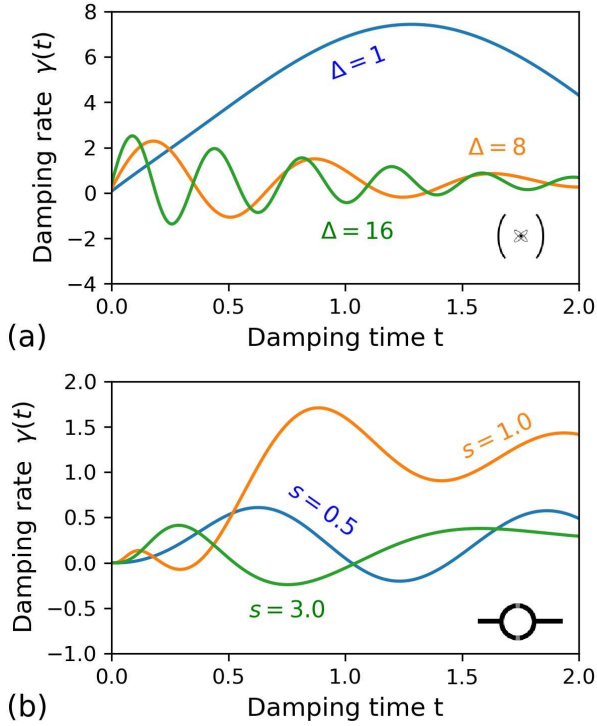 8
6
4
2
0
−2
−4
Damping rate γ(t)
Δ = 1
Δ = 8
Δ = 16
0.0 0.5 1.0 1.5 2.0
Damping time t
(a)
2.0
1.5
1.0
0.5
0.0
−0.5
−1.0
Damping rate γ(t)
s = 1.0
s = 0.5
s = 3.0
0.0 0.5 1.0 1.5 2.0
Damping time t
(b)